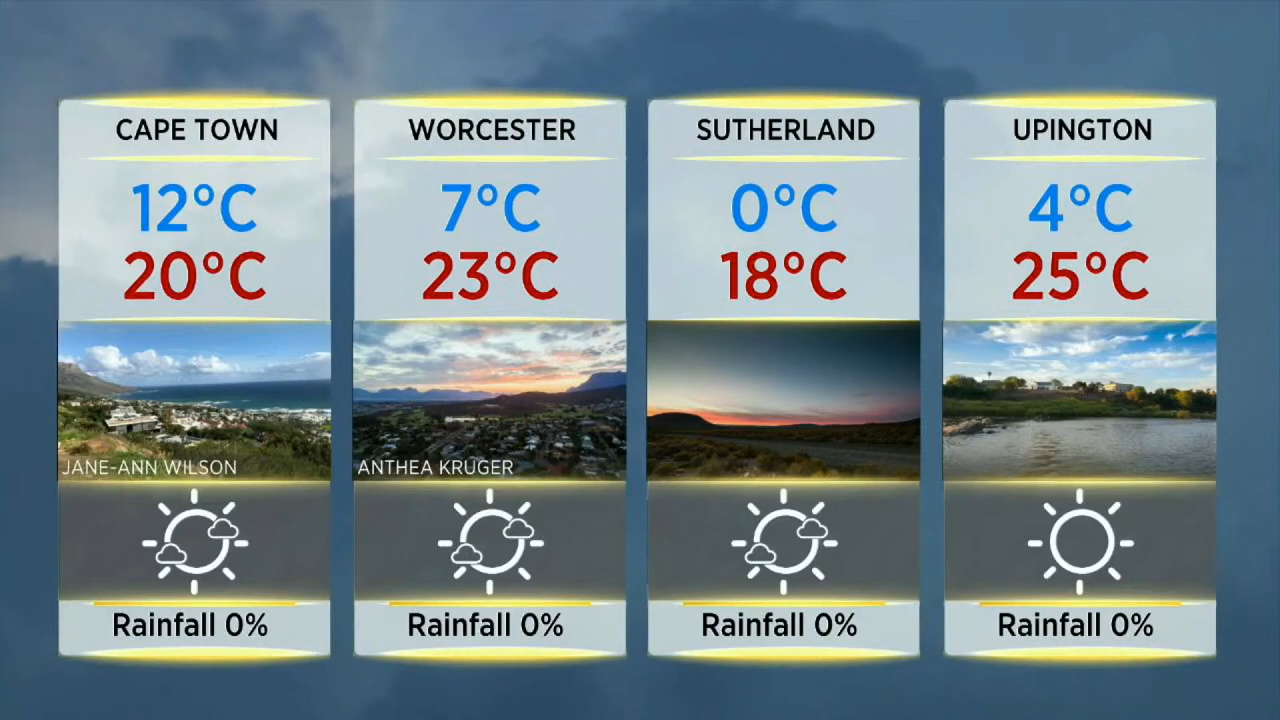 CAPE TOWN
12°C
20°C
JANE-ANN WILSON
Rainfall 0%
WORCESTER
7°C
23°C
ANTHEA KRUGER
Rainfall 0%
SUTHERLAND
0°C
18°C
Rainfall 0%
UPINGTON
4°C
25°C
Rainfall 0%